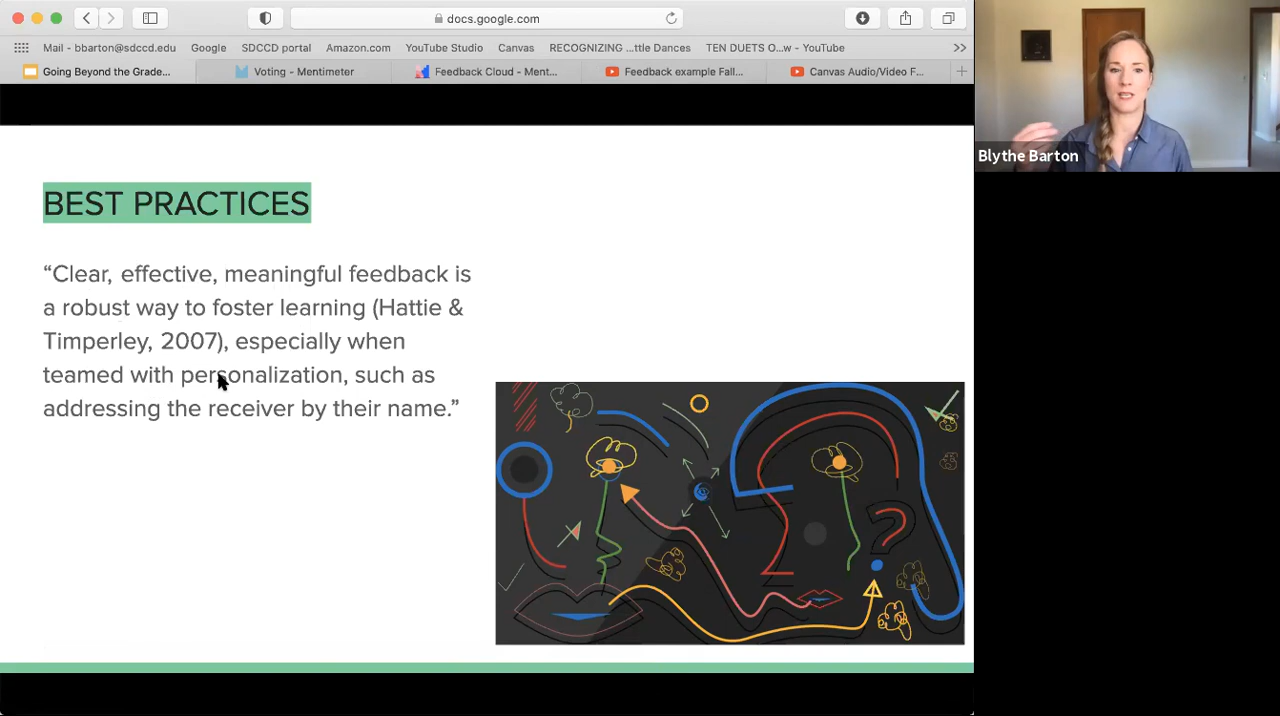 docs.google.com
Mail - bbarton@sdccd.edu Google SDCCD portal Amazon.com YouTube Studio Canvas RECOGNIZING ...ttle Dances TEN DUETS O...w - YouTube
Going Beyond the Grade... Voting - Mentimeter Feedback Cloud - Ment... Feedback example Fall... Canvas Audio/Video F...
Blythe Barton
BEST PRACTICES
“Clear, effective, meaningful feedback is
a robust way to foster learning (Hattie &
Timperley, 2007), especially when
teamed with personalization, such as
addressing the receiver by their name.”